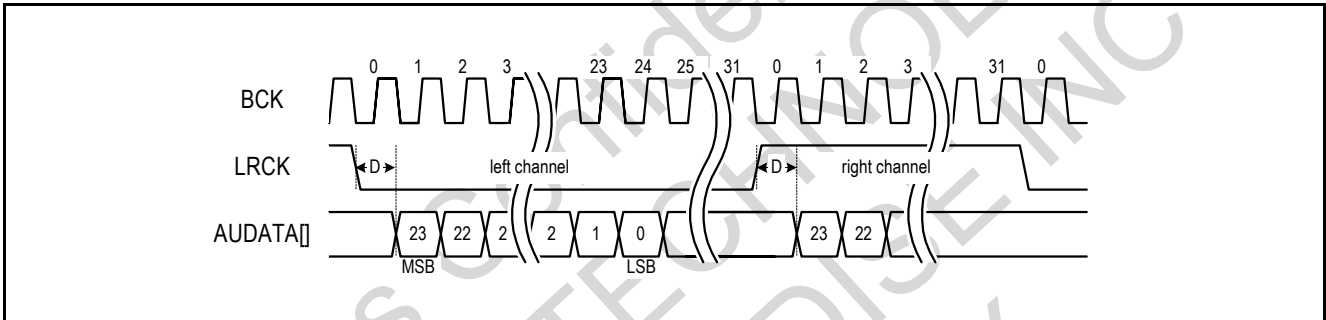 0 1 2 3 23 24 25 31 0 1 2 3 31 0
BCK
LRCK D left channel D right channel
AUDATA[] 23 22 2 2 1 0 23 22
MSB LSB